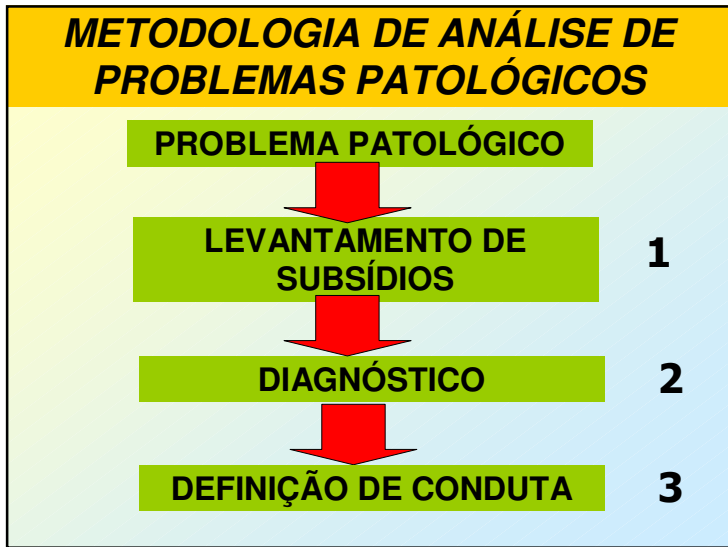 METODOLOGIA DE ANÁLISE DE
PROBLEMAS PATOLÓGICOS
PROBLEMA PATOLÓGICO
LEVANTAMENTO DE
SUBSÍDIOS
1
DIAGNÓSTICO
2
DEFINIÇÃO DE CONDUTA
3